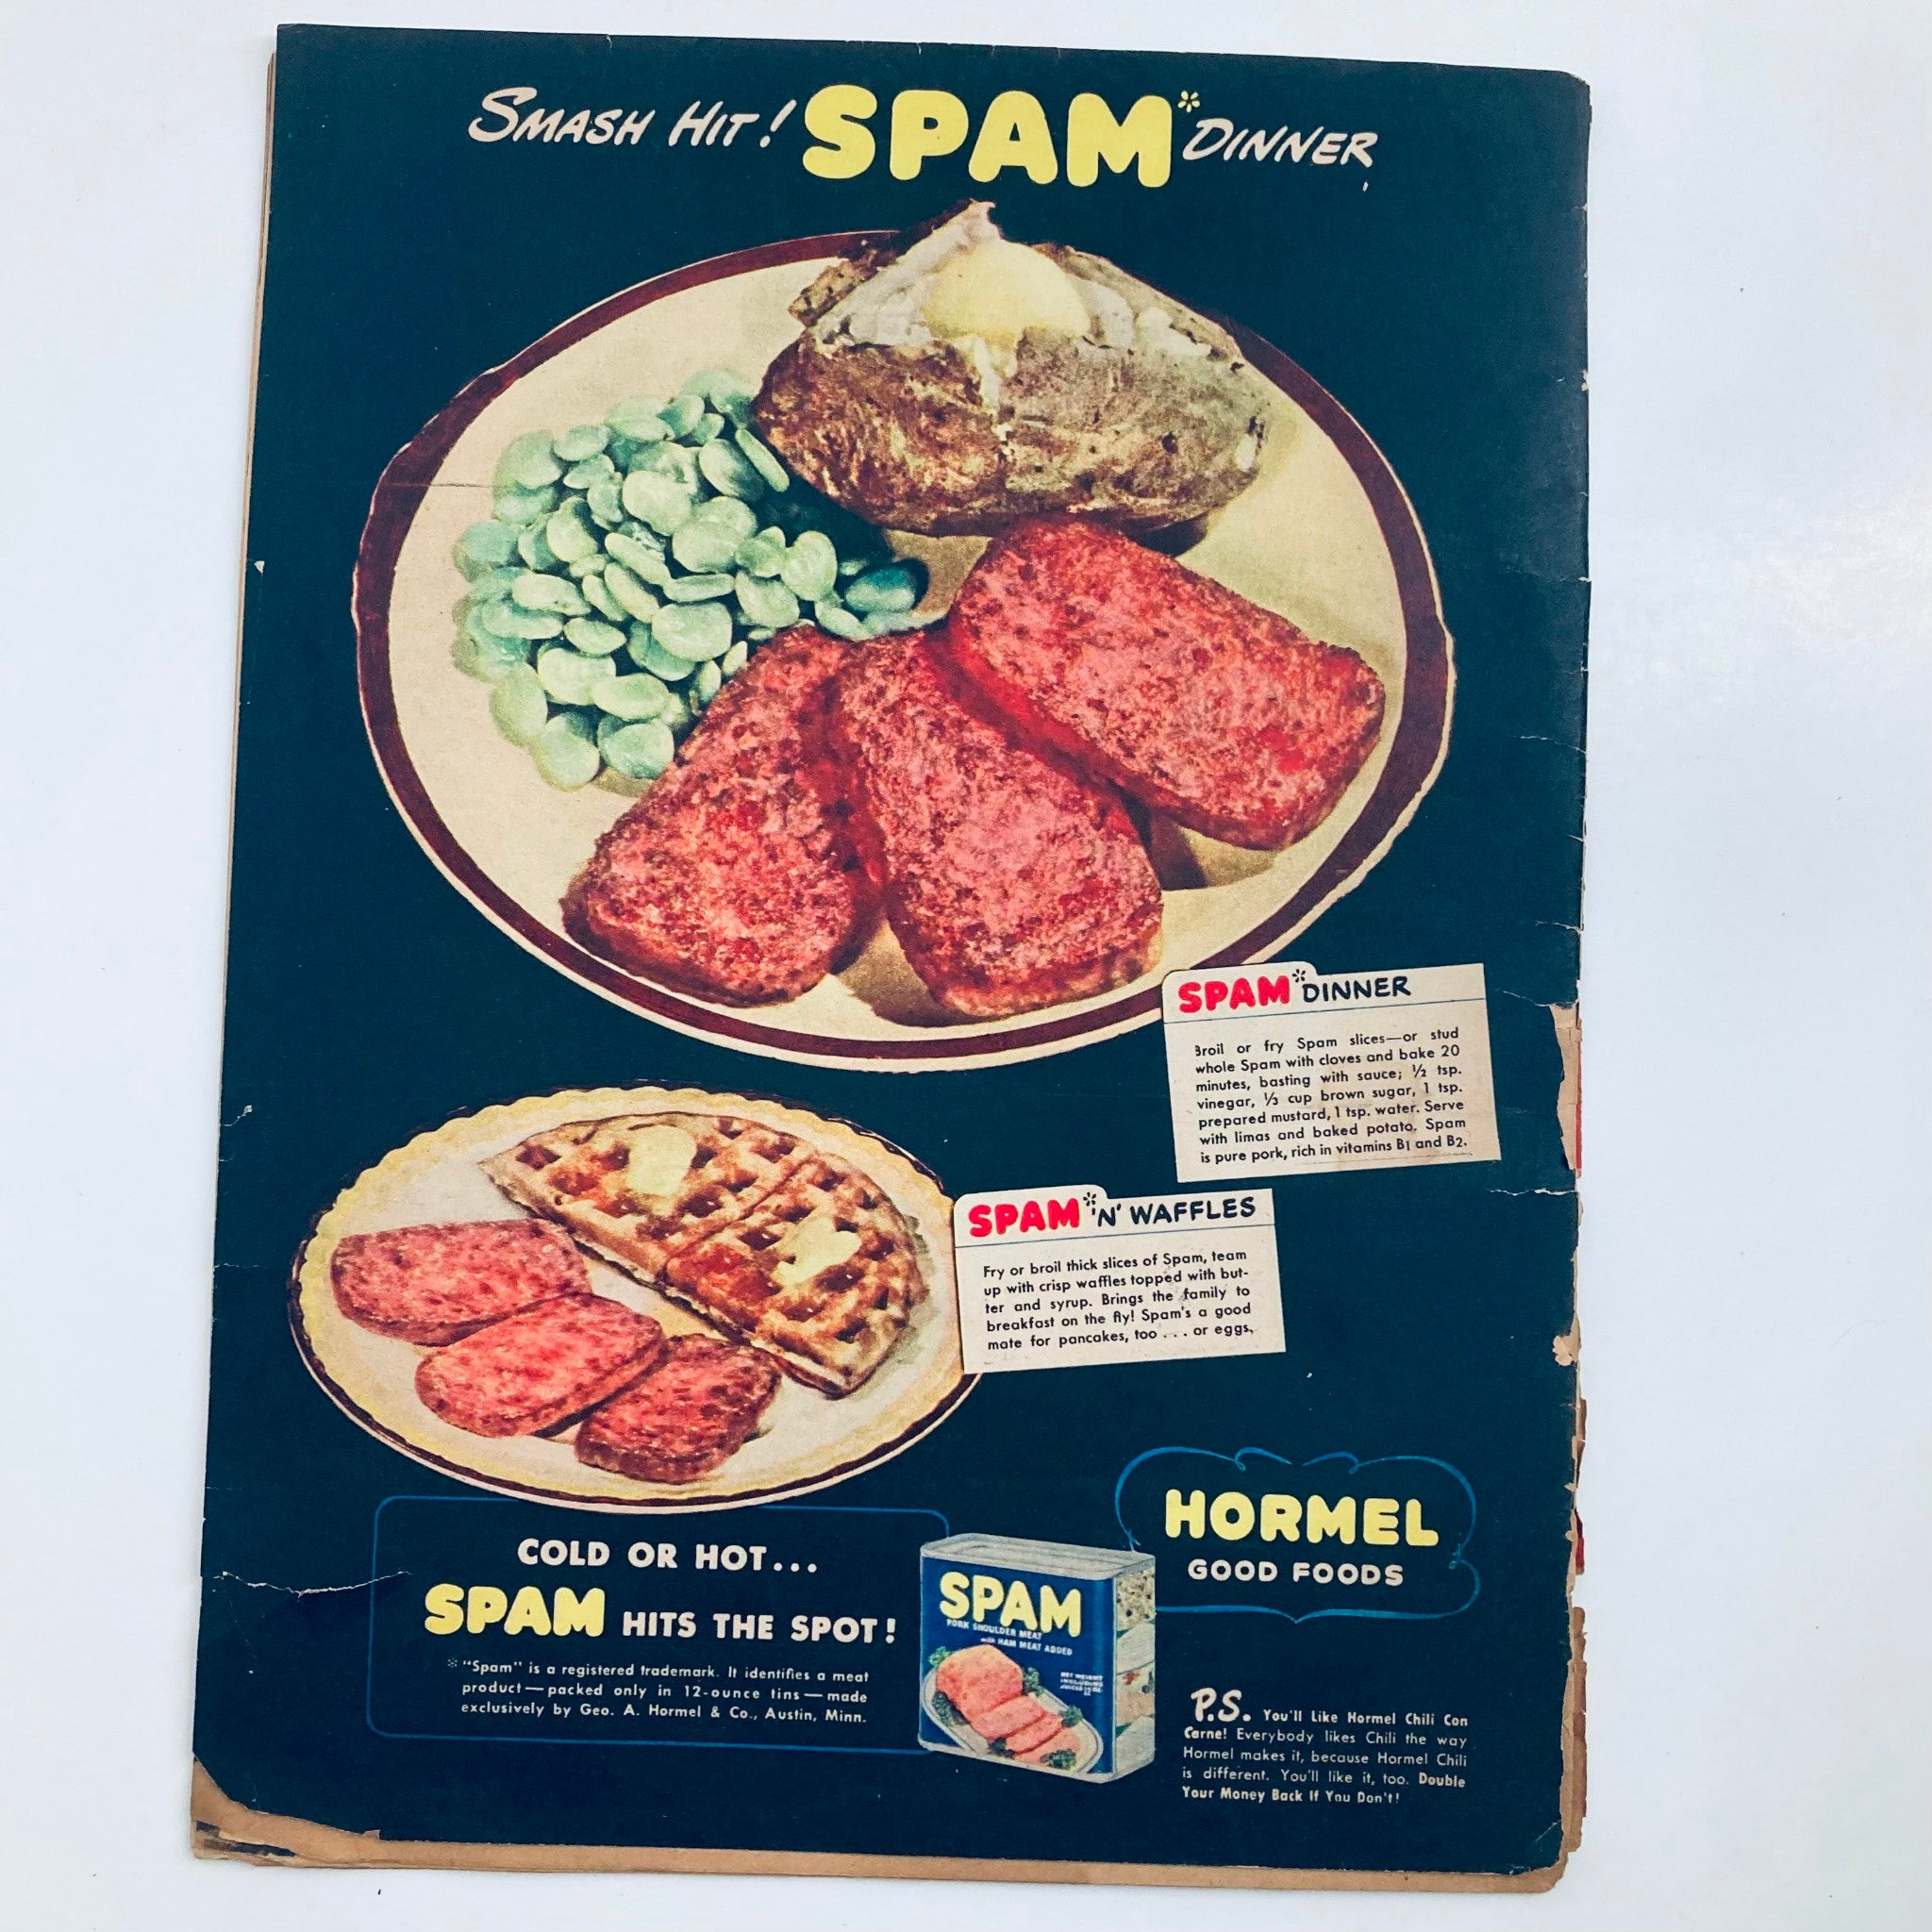 SMASH HIT! SPAM* DINNER
SPAM* DINNER
Broil or fry Spam slices—or stud
whole Spam with cloves and bake 20
minutes, basting with sauce; ½ tsp.
vinegar, ⅓ cup brown sugar, 1 tsp.
prepared mustard, 1 tsp. water. Serve
with limas and baked potato. Spam
is pure pork, rich in vitamins B1 and B2.
SPAM* 'N' WAFFLES
Fry or broil thick slices of Spam, team
up with crisp waffles topped with but-
ter and syrup. Brings the family to
breakfast on the fly! Spam's a good
mate for pancakes, too . . . or eggs.
COLD OR HOT...
SPAM HITS THE SPOT!
* "Spam" is a registered trademark. It identifies a meat
product — packed only in 12-ounce tins — made
exclusively by Geo. A. Hormel & Co., Austin, Minn.
SPAM
PORK SHOULDER MEAT
with HAM MEAT ADDED
NET WEIGHT
INCLUDING
HORMEL
GOOD FOODS
P.S. You'll Like Hormel Chili Con
Carne! Everybody likes Chili the way
Hormel makes it, because Hormel Chili
is different. You'll like it, too. Double
Your Money Back If You Don't!